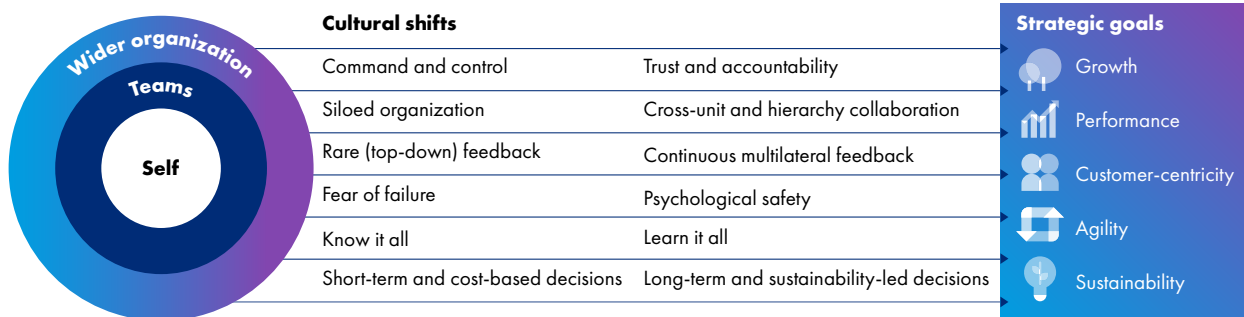 Wider organization
Teams
Self
Cultural shifts
Command and control Trust and accountability
Siloed organization Cross-unit and hierarchy collaboration
Rare (top-down) feedback Continuous multilateral feedback
Fear of failure Psychological safety
Know it all Learn it all
Short-term and cost-based decisions Long-term and sustainability-led decisions
Strategic goals
Growth
Performance
Customer-centricity
Agility
Sustainability